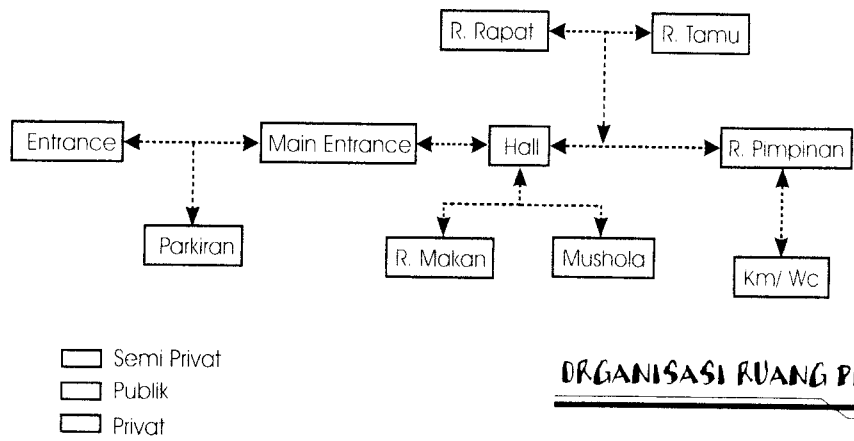 R. Rapat
R. Tamu
Entrance
Main Entrance
Hall
R. Pimpinan
Parkiran
R. Makan
Mushola
Km/ Wc
Semi Privat
Publik
Privat
ORGANISASI RUANG